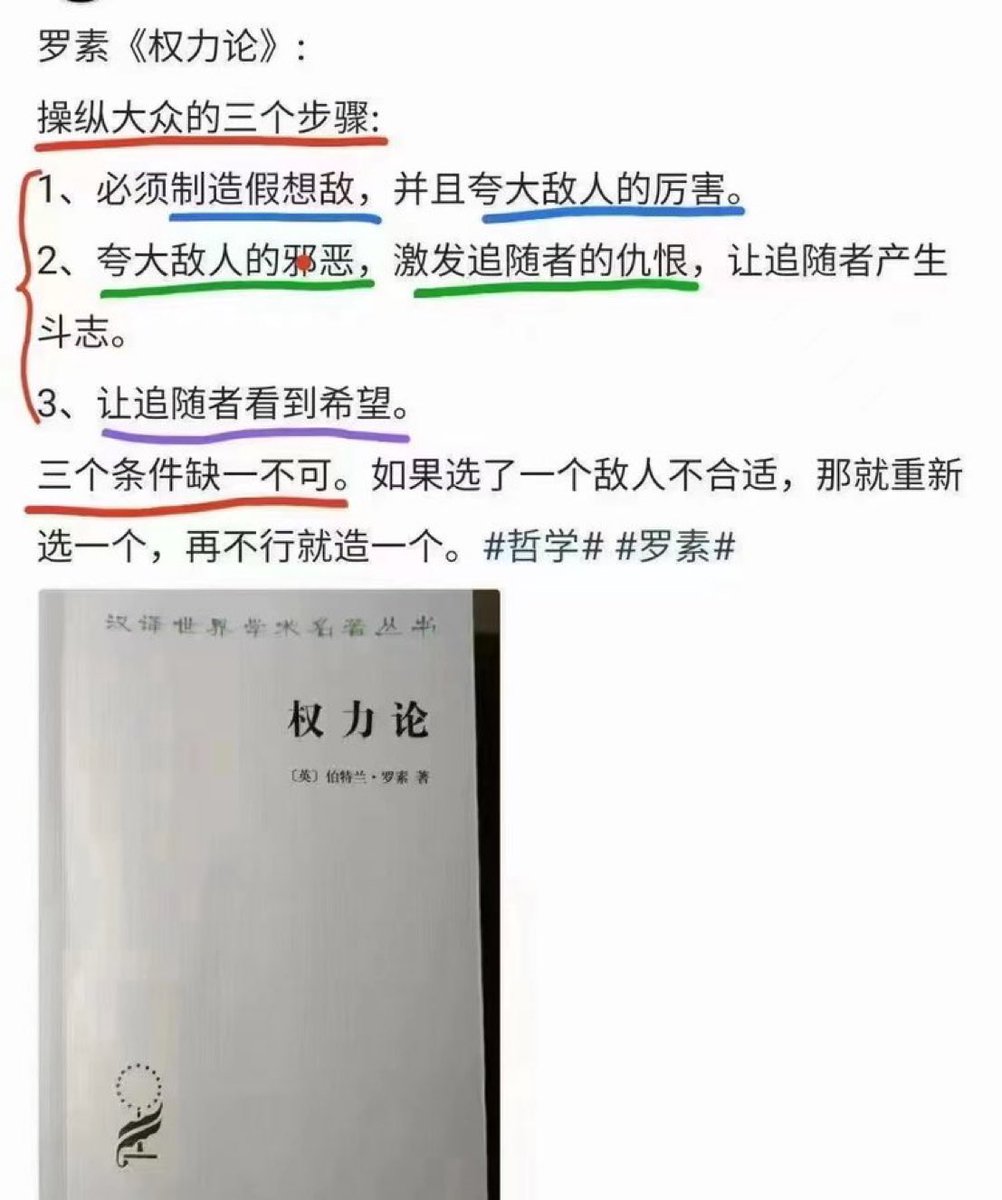 罗素《权力论》:
操纵大众的三个步骤:
1、必须制造假想敌，并且夸大敌人的厉害。
2、夸大敌人的邪恶，激发追随者的仇恨，让追随者产生
斗志。
3、让追随者看到希望。
三个条件缺一不可。如果选了一个敌人不合适，那就重新
选一个，再不行就造一个。#哲学# #罗素#
汉译世界学术名著丛书
权力论
〔英〕伯特兰·罗素 著